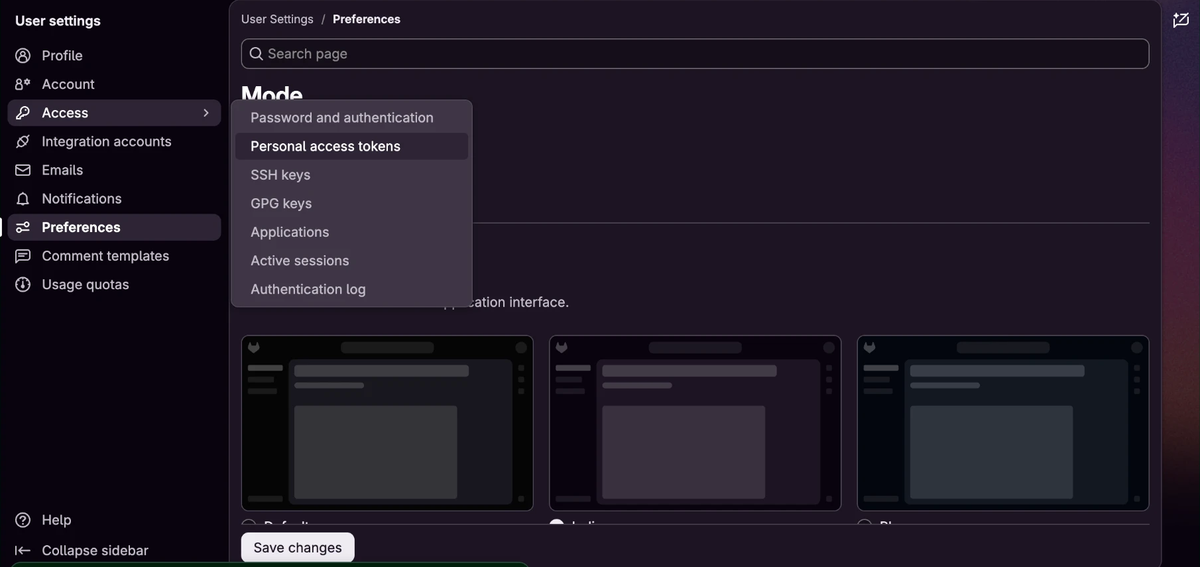 User settings
Profile
Account
Access
Integration accounts
Emails
Notifications
Preferences
Comment templates
Usage quotas
Help
Collapse sidebar
User Settings / Preferences
Search page
Mode
Password and authentication
Personal access tokens
SSH keys
GPG keys
Applications
Active sessions
Authentication log
interface.
Save changes